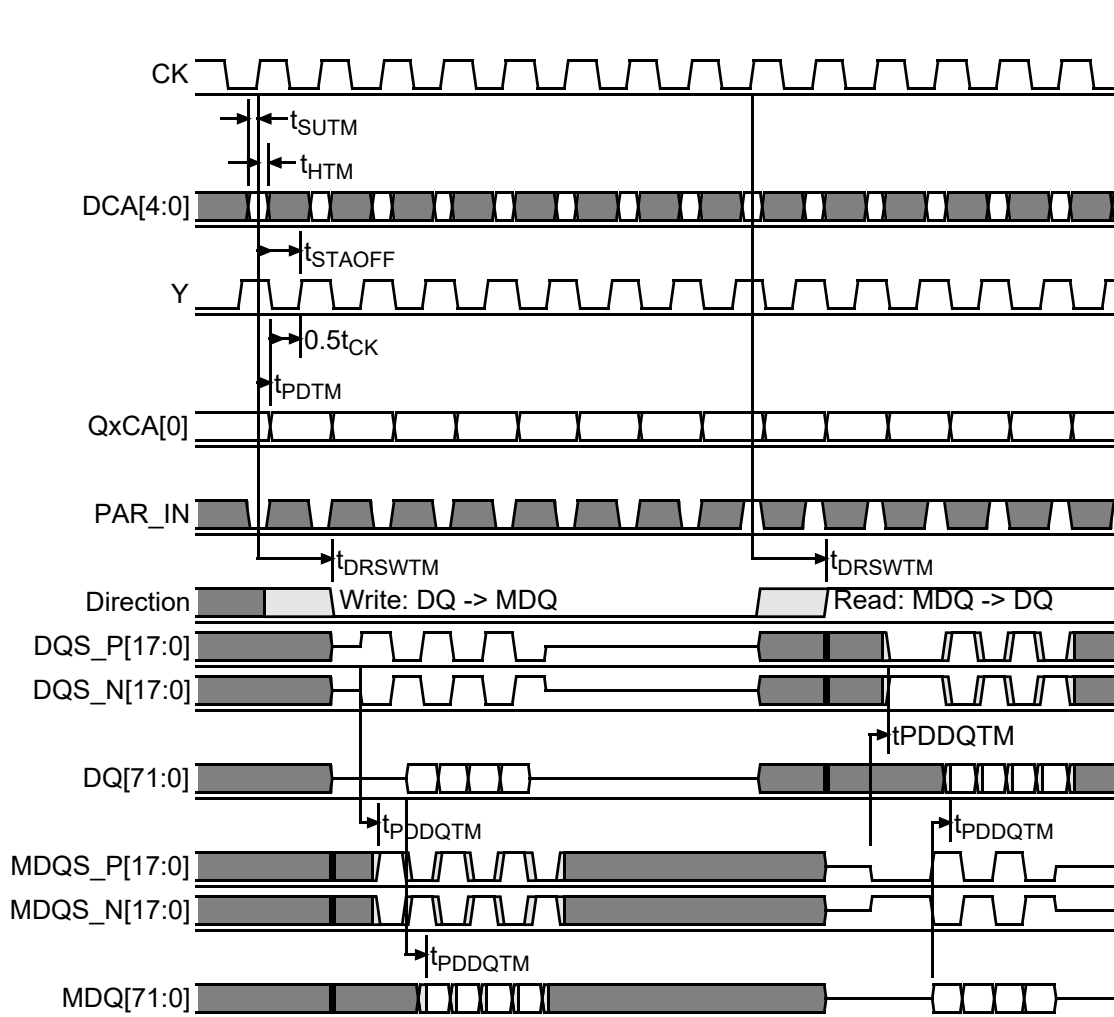 CK
tSUTM
tHTM
DCA[4:0]
tSTAOFF
Y
0.5tCK
tPDTM
QxCA[0]
PAR_IN
tDRSWTM
tDRSWTM
Direction
Write: DQ -> MDQ
Read: MDQ -> DQ
DQS_P[17:0]
DQS_N[17:0]
tPDDQTM
DQ[71:0]
tPDDQTM
tPDDQTM
MDQS_P[17:0]
MDQS_N[17:0]
tPDDQTM
MDQ[71:0]